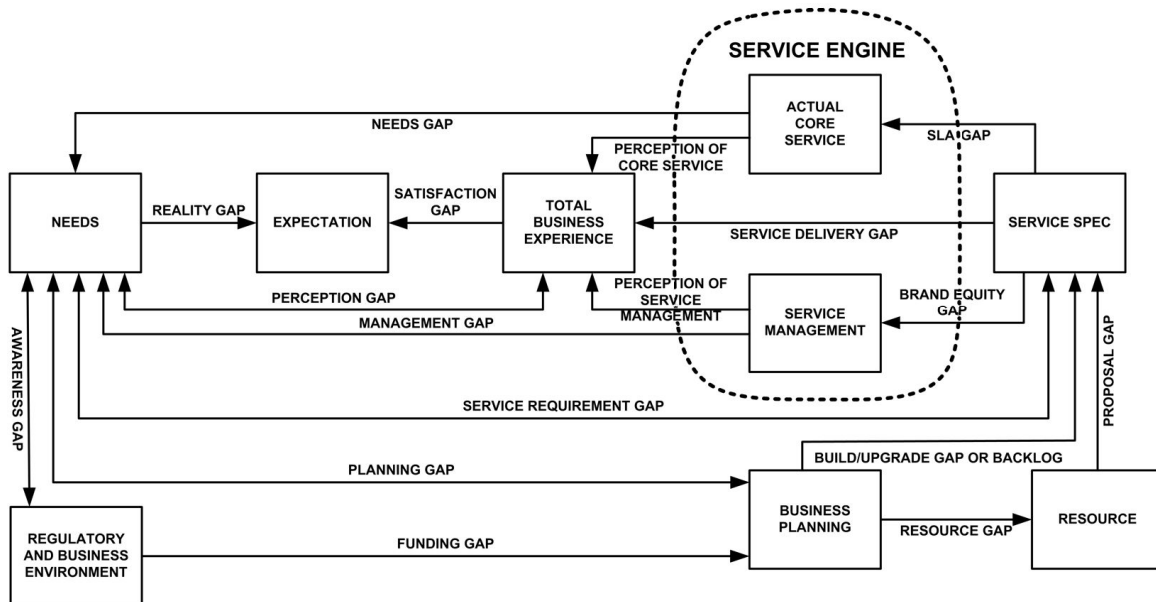 SERVICE ENGINE
ACTUAL
CORE
SERVICE
NEEDS GAP
SLA GAP
PERCEPTION OF
CORE SERVICE
NEEDS
REALITY GAP
EXPECTATION
SATISFACTION
GAP
TOTAL
BUSINESS
EXPERIENCE
SERVICE DELIVERY GAP
SERVICE SPEC
PERCEPTION GAP
PERCEPTION OF
SERVICE
MANAGEMENT
BRAND EQUITY
GAP
MANAGEMENT GAP
SERVICE
MANAGEMENT
AWARENESS GAP
PROPOSAL GAP
SERVICE REQUIREMENT GAP
BUILD/UPGRADE GAP OR BACKLOG
PLANNING GAP
BUSINESS
PLANNING
RESOURCE GAP
RESOURCE
REGULATORY
AND BUSINESS
ENVIRONMENT
FUNDING GAP